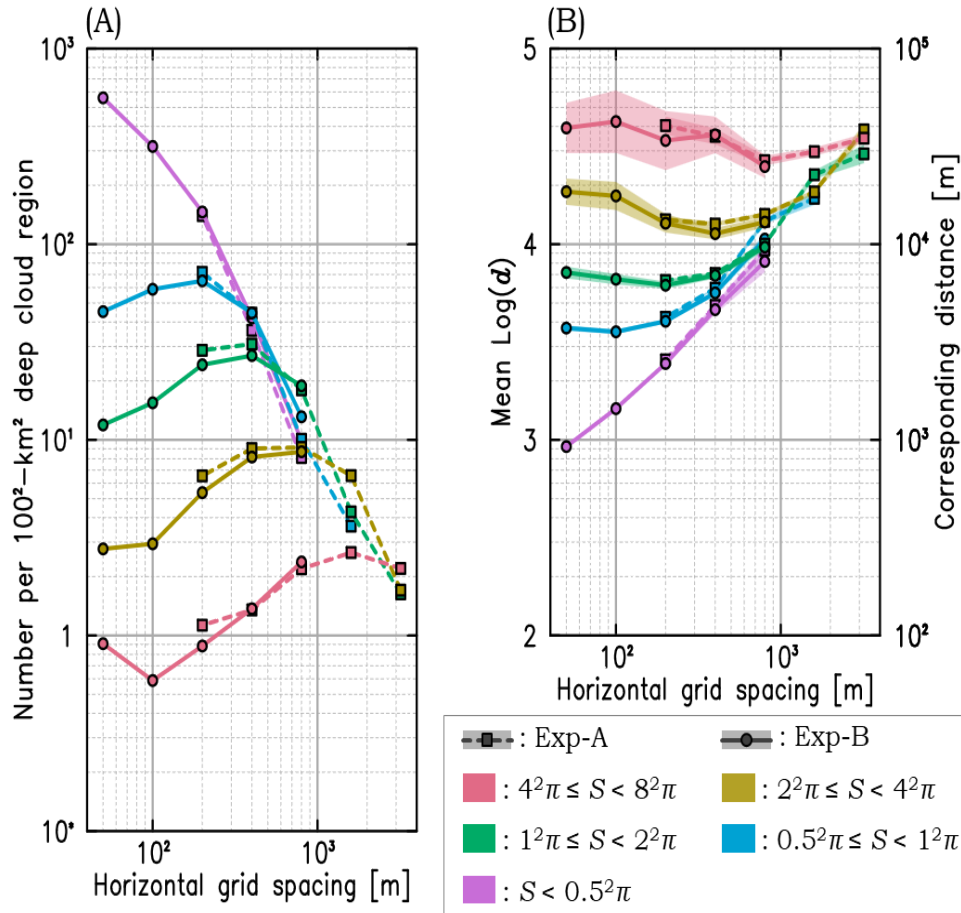 (A)
10³
10²
10¹
1
10*
Number per 100²−km² deep cloud region
10²
10³
Horizontal grid spacing [m]
(B)
5
4
3
2
Mean Log(d)
10⁵
10⁴
10³
10²
Corresponding distance [m]
10²
10³
Horizontal grid spacing [m]
: Exp-A
: Exp-B
: 4²π ≤ S < 8²π
: 2²π ≤ S < 4²π
: 1²π ≤ S < 2²π
: 0.5²π ≤ S < 1²π
: S < 0.5²π